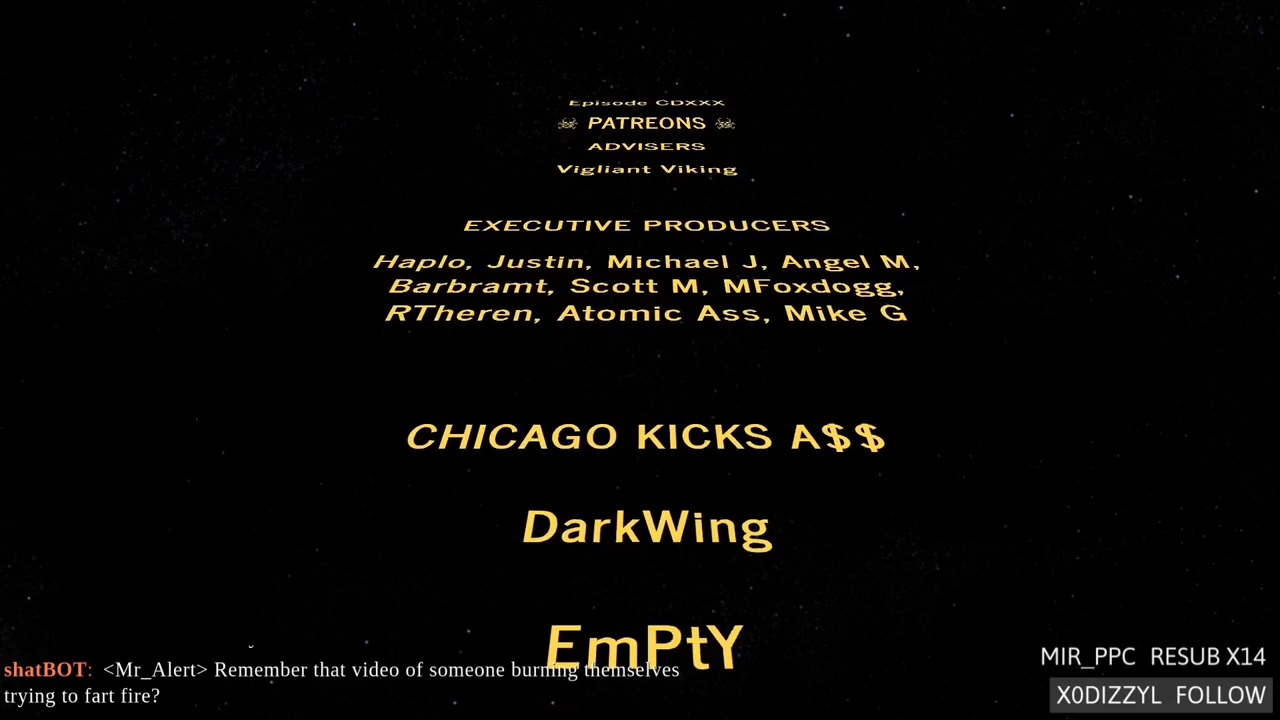 Episode CDXXX
☠ PATREONS ☠
ADVISERS
Vigliant Viking
EXECUTIVE PRODUCERS
Haplo, Justin, Michael J, Angel M,
Barbramt, Scott M, MFoxdogg,
RTheren, Atomic Ass, Mike G
CHICAGO KICKS A$$
DarkWing
EmPtY
shatBOT: <Mr_Alert> Remember that video of someone burning themselves
trying to fart fire?
MIR_PPC RESUB X14
X0DIZZYL FOLLOW